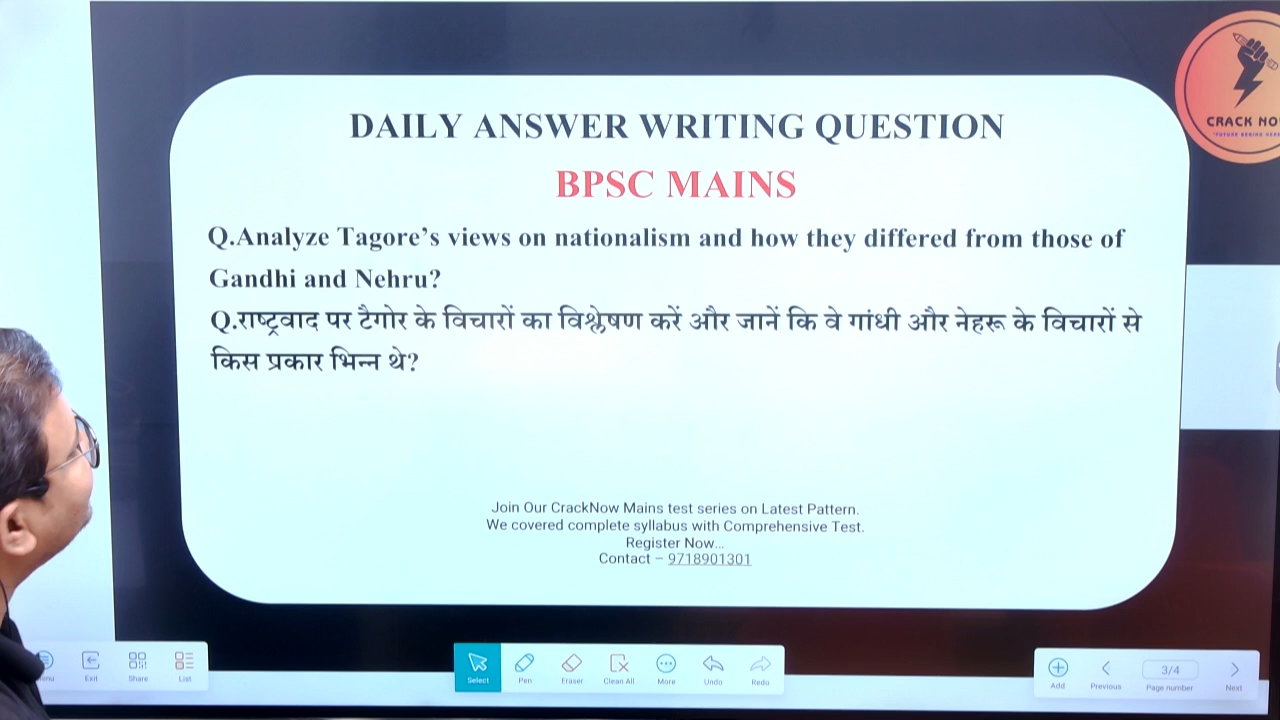 DAILY ANSWER WRITING QUESTION
BPSC MAINS
Q.Analyze Tagore's views on nationalism and how they differed from those of
Gandhi and Nehru?
Q.राष्ट्रवाद पर टैगोर के विचारों का विश्लेषण करें और जानें कि वे गांधी और नेहरू के विचारों से
किस प्रकार भिन्न थे?
Join Our CrackNow Mains test series on Latest Pattern.
We covered complete syllabus with Comprehensive Test.
Register Now...
Contact – 9718901301
CRACK
Exit
Share
List
Select
Pen
Eraser
Clean All
More
Undo
Redo
Add
Previous
3/4
Page number
Next